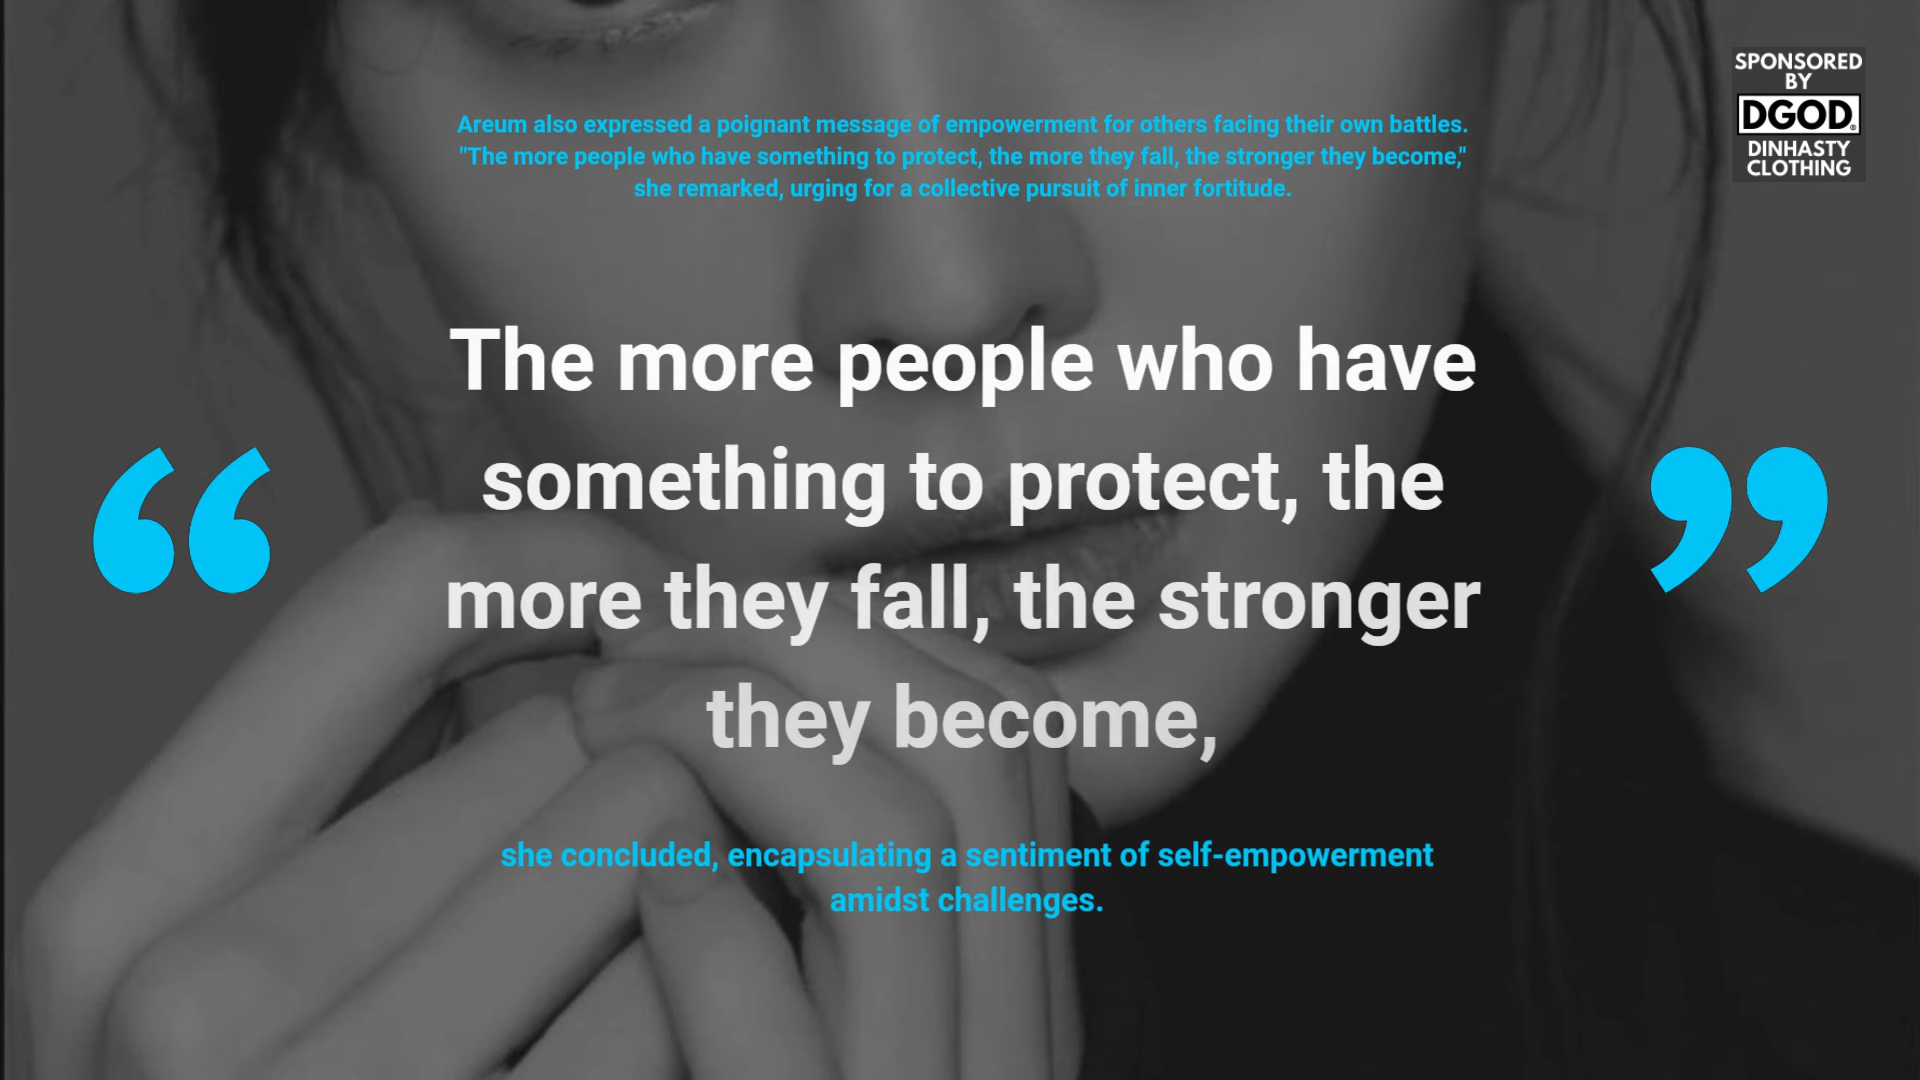 SPONSORED
BY
DGOD
DINHASTY
CLOTHING
Areum also expressed a poignant message of empowerment for others facing their own battles.
"The more people who have something to protect, the more they fall, the stronger they become,"
she remarked, urging for a collective pursuit of inner fortitude.
“
The more people who have
something to protect, the
more they fall, the stronger
they become,
”
she concluded, encapsulating a sentiment of self-empowerment
amidst challenges.